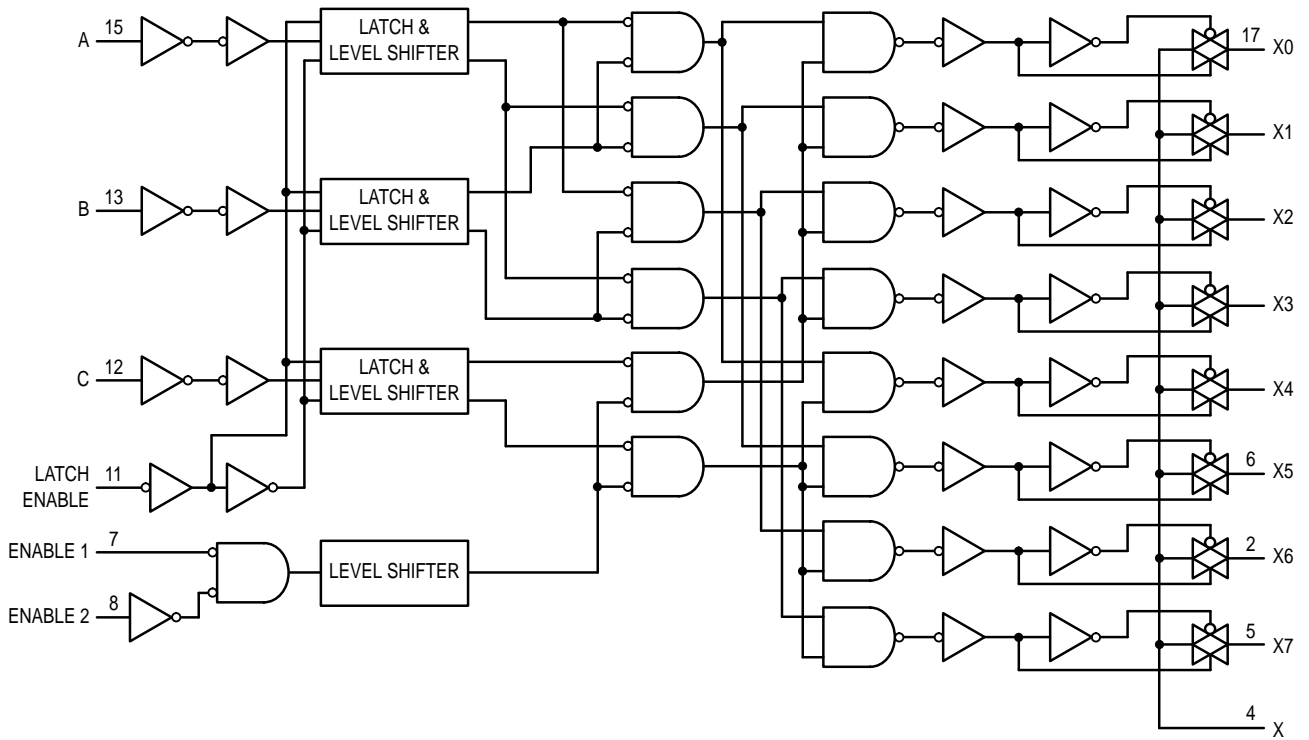 A 15
LATCH &
LEVEL SHIFTER
17 X0
X1
B 13
LATCH &
LEVEL SHIFTER
X2
X3
C 12
LATCH &
LEVEL SHIFTER
X4
LATCH
ENABLE
11
6 X5
ENABLE 1 7
LEVEL SHIFTER
2 X6
ENABLE 2 8
5 X7
4 X